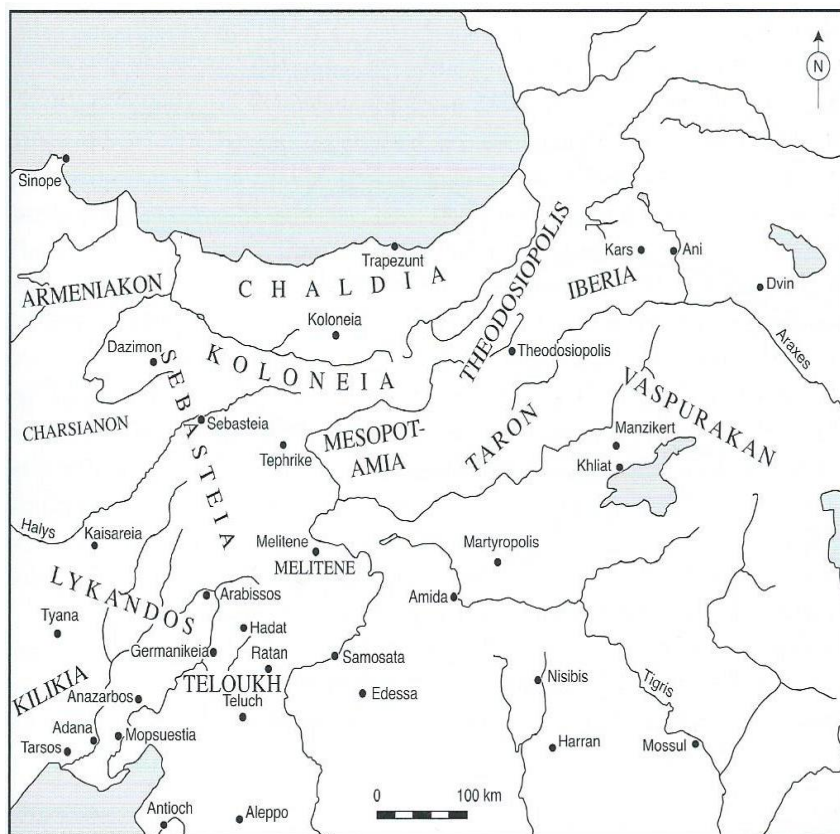 N
Sinope
Trapezunt
Kars
Ani
Dvin
THEODOSIOPOLIS
IBERIA
CHALDIA
ARMENIAKON
Koloneia
Araxes
Dazimon
KOLONEIA
Theodosiopolis
SEBASTEIA
VASPURAKAN
CHARSIANON
Sebasteia
MESOPOT-
AMIA
TARON
Manzikert
Tephrike
Khliat
Halys
Kaisareia
Melitene
MELITENE
Martyropolis
LYKANDOS
Arabissos
Amida
Tyana
Hadat
Germanikeia
Ratan
Samosata
KILIKIA
TELOUKH
Edessa
Nisibis
Tigris
Anazarbos
Teluch
Adana
Mopsuestia
Tarsos
Harran
Mossul
0 100 km
Antioch
Aleppo